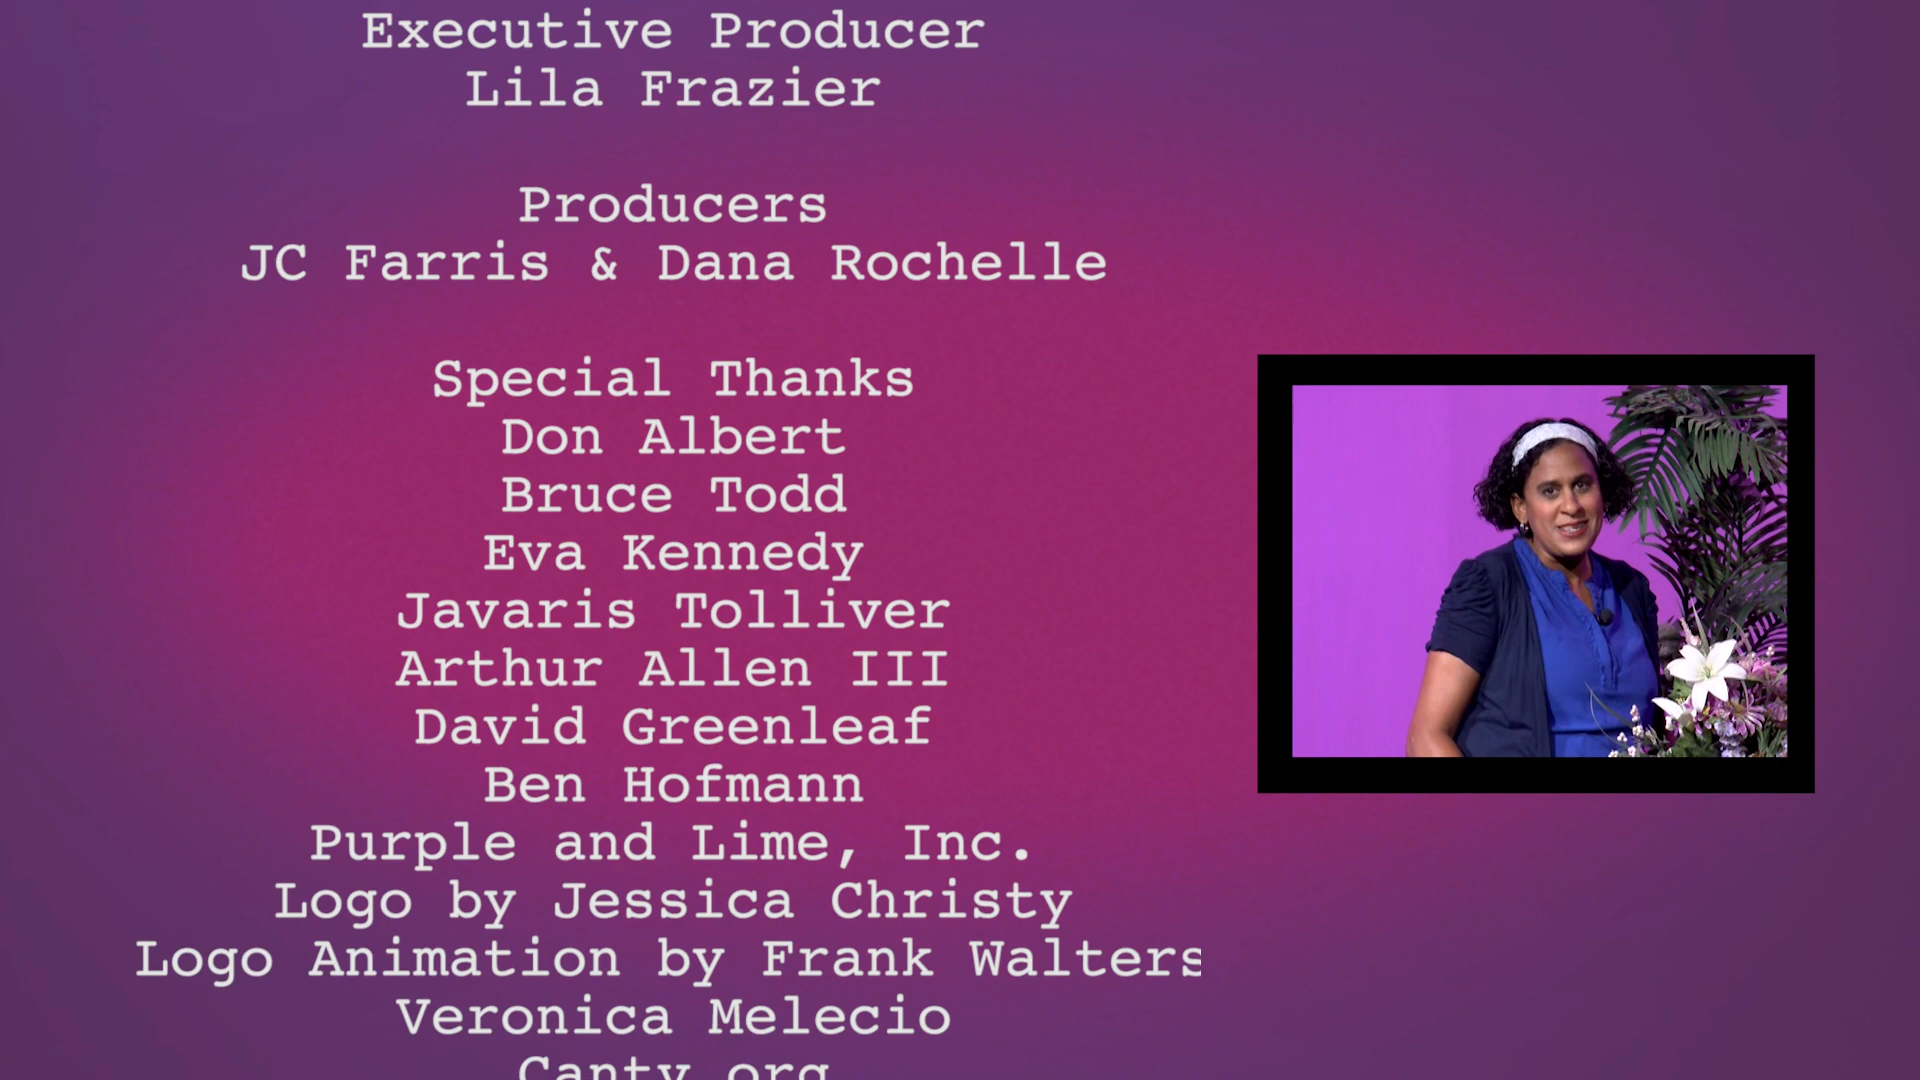 Executive Producer
Lila Frazier
Producers
JC Farris & Dana Rochelle
Special Thanks
Don Albert
Bruce Todd
Eva Kennedy
Javaris Tolliver
Arthur Allen III
David Greenleaf
Ben Hofmann
Purple and Lime, Inc.
Logo by Jessica Christy
Logo Animation by Frank Walters
Veronica Melecio